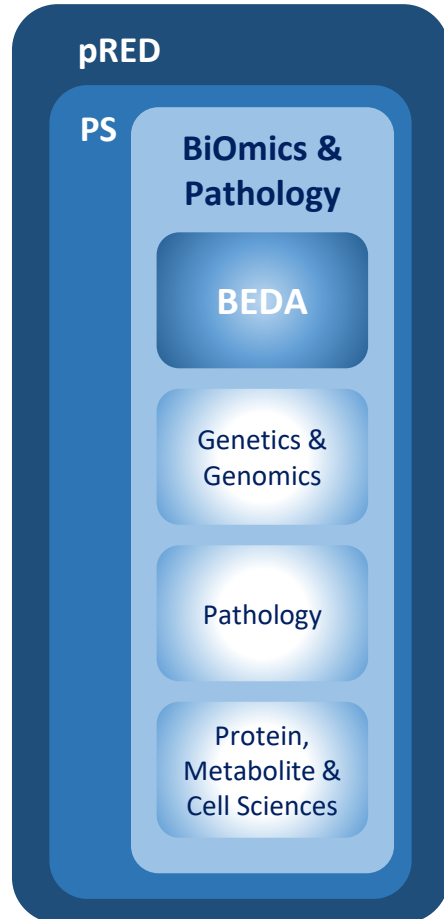 pRED
PS
BiOmics &
Pathology
BEDA
Genetics &
Genomics
Pathology
Protein,
Metabolite &
Cell Sciences